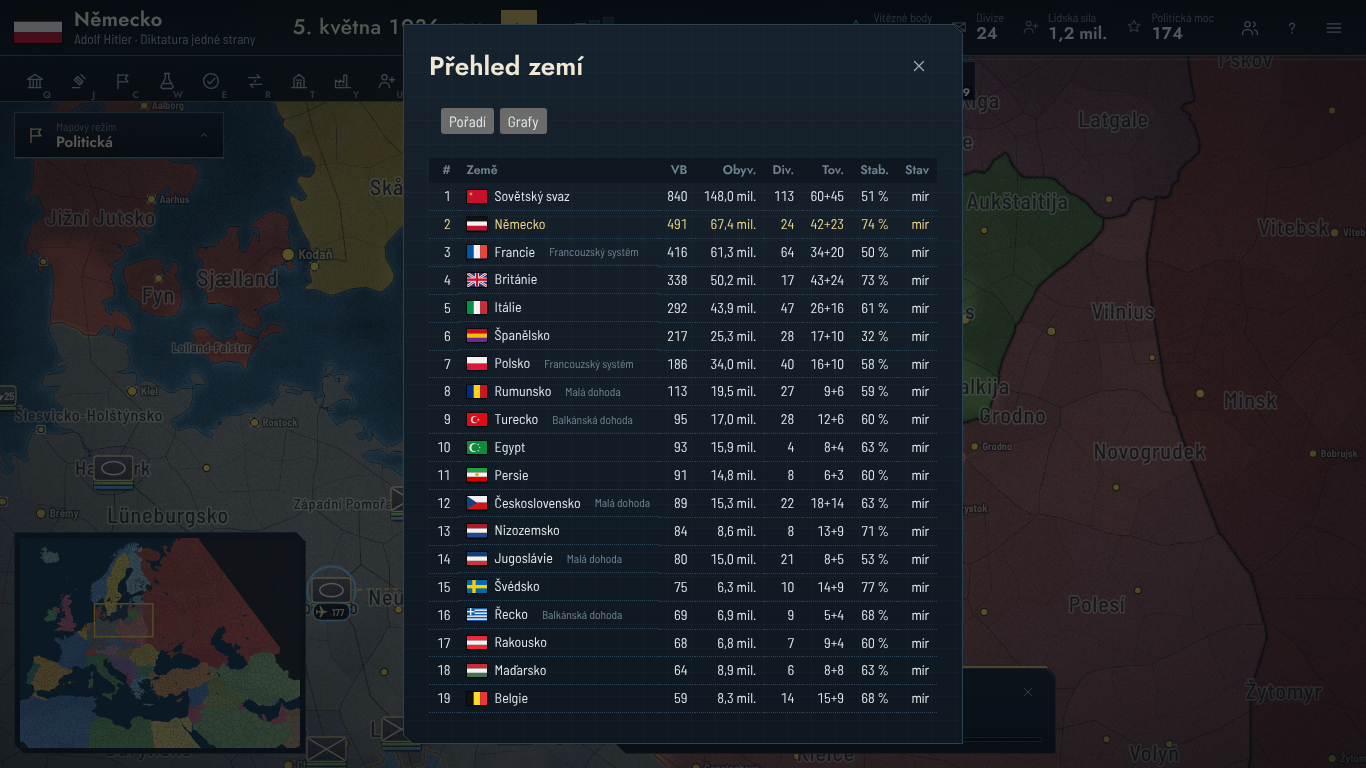 Německo
Adolf Hitler · Diktatura jedné strany
5. května
Vítězné body
Divize
24
Lidská síla
1,2 mil.
Politická moc
174
?
Q
J
C
W
E
R
T
Y
Mapový režim
Politická
Přehled zemí
Pořadí
Grafy
# Země VB Obyv. Div. Tov. Stab. Stav
1 Sovětský svaz 840 148,0 mil. 113 60+45 51 % mír
2 Německo 491 67,4 mil. 24 42+23 74 % mír
3 Francie Francouzský systém 416 61,3 mil. 64 34+20 50 % mír
4 Británie 338 50,2 mil. 17 43+24 73 % mír
5 Itálie 292 43,9 mil. 47 26+16 61 % mír
6 Španělsko 217 25,3 mil. 28 17+10 32 % mír
7 Polsko Francouzský systém 186 34,0 mil. 40 16+10 58 % mír
8 Rumunsko Malá dohoda 113 19,5 mil. 27 9+6 59 % mír
9 Turecko Balkánská dohoda 95 17,0 mil. 28 12+6 60 % mír
10 Egypt 93 15,9 mil. 4 8+4 63 % mír
11 Persie 91 14,8 mil. 8 6+3 60 % mír
12 Československo Malá dohoda 89 15,3 mil. 22 18+14 63 % mír
13 Nizozemsko 84 8,6 mil. 8 13+9 71 % mír
14 Jugoslávie Malá dohoda 80 15,0 mil. 21 8+5 53 % mír
15 Švédsko 75 6,3 mil. 10 14+9 77 % mír
16 Řecko Balkánská dohoda 69 6,9 mil. 9 5+4 68 % mír
17 Rakousko 68 6,8 mil. 7 9+4 60 % mír
18 Maďarsko 64 8,9 mil. 6 8+8 63 % mír
19 Belgie 59 8,3 mil. 14 15+9 68 % mír
Pskov
Latgale
Aalborg
Aarhus
Jižní Jutsko
Aukštaitija
Vitebsk
Kodaň
Sjælland
Fyn
Vilnius
Lolland-Falster
Kiel
Minsk
Šlesvicko-Holštýnsko
Grodno
Rosteck
Grodno
Novogrudek
Bobrujsk
Západní
Brémy
Lüneburgsko
177
Polesí
Žytomyr
Volyň